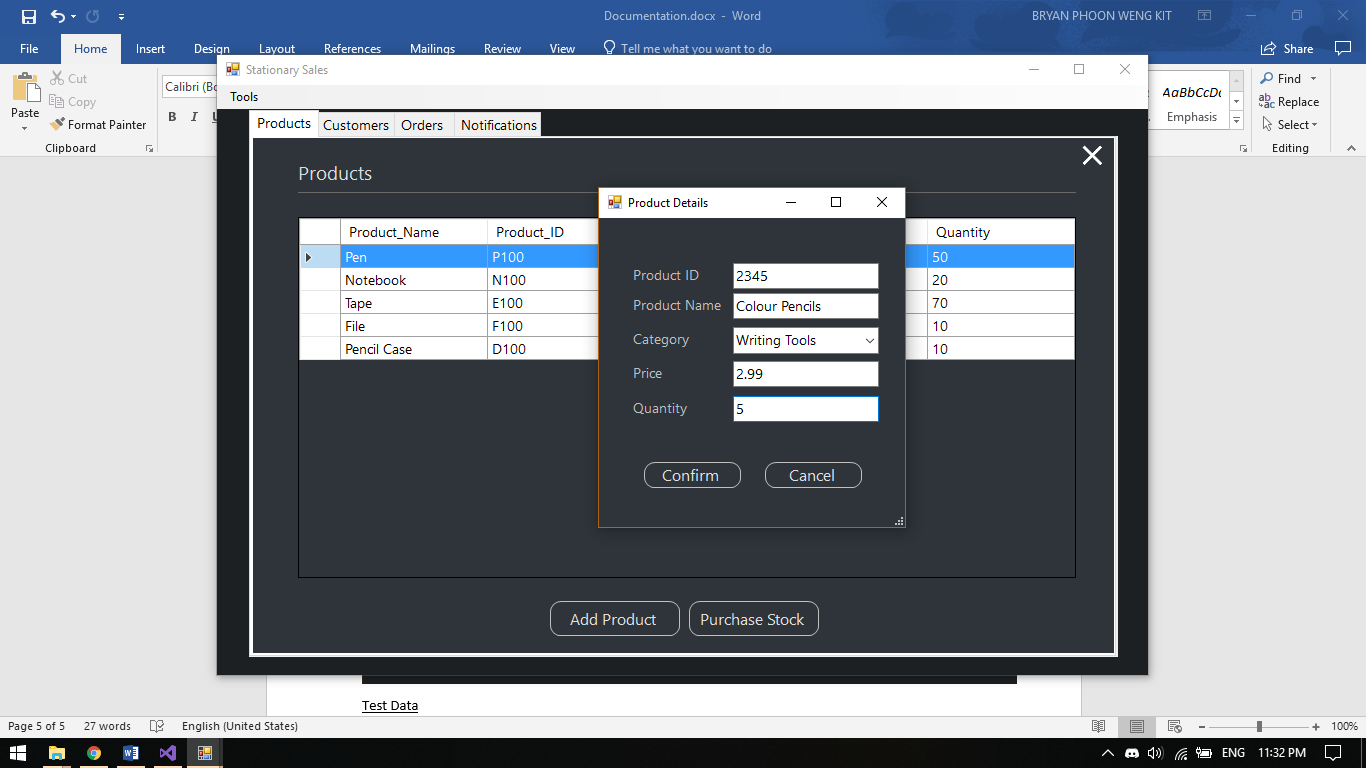 Documentation.docx - Word
BRYAN PHOON WENG KIT
File Home Insert Design Layout References Mailings Review View Tell me what you want to do Share
Stationary Sales
Tools
Cut
Copy
Format Painter
Paste
Clipboard
Calibri (Bo
B I U
AaBbCcDc
Emphasis
Find
Replace
Select
Editing
Products Customers Orders Notifications
Products
Product_Name Product_ID Quantity
Pen P100 50
Notebook N100 20
Tape E100 70
File F100 10
Pencil Case D100 10
Product Details
Product ID 2345
Product Name Colour Pencils
Category Writing Tools
Price 2.99
Quantity 5
Confirm Cancel
Add Product Purchase Stock
Test Data
Page 5 of 5 27 words English (United States) 100%
ENG 11:32 PM